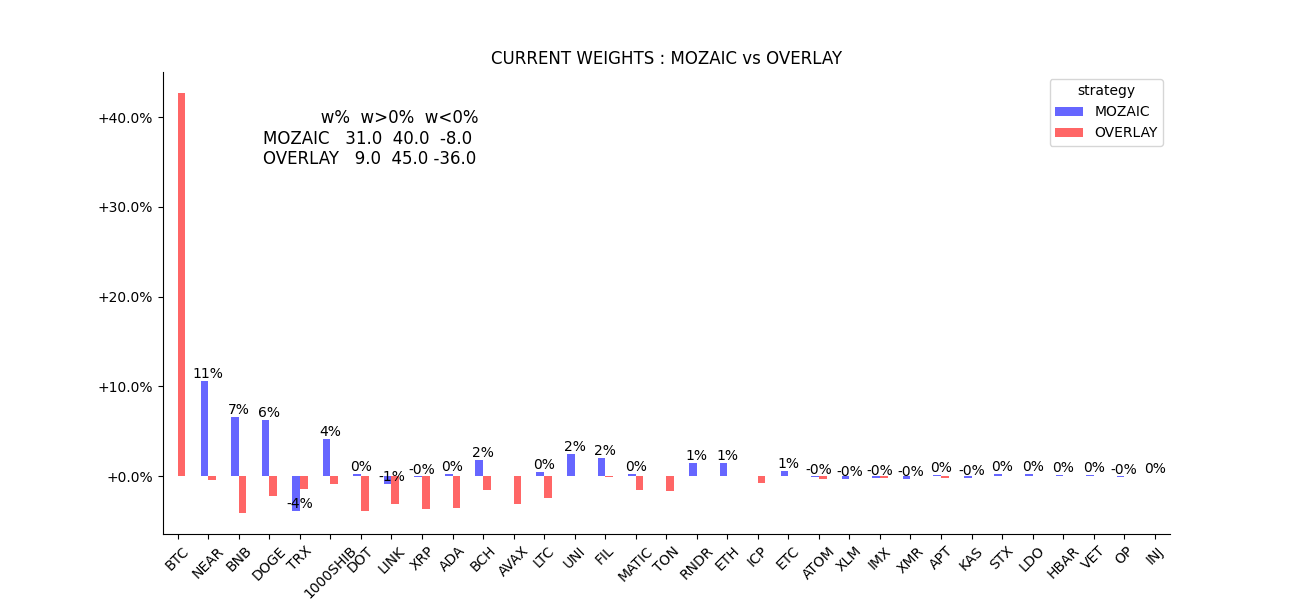 CURRENT WEIGHTS : MOZAIC vs OVERLAY
w% w>0% w<0%
MOZAIC 31.0 40.0 -8.0
OVERLAY 9.0 45.0 -36.0
strategy
MOZAIC
OVERLAY
+40.0%
+30.0%
+20.0%
+10.0%
+0.0%
11%
7%
6%
-4%
4%
0%
-1%
-0%
0%
2%
0%
2%
2%
0%
1%
1%
1%
-0%
-0%
-0%
-0%
0%
-0%
0%
0%
0%
0%
-0%
0%
BTC
NEAR
BNB
DOGE
TRX
1000SHIB
DOT
LINK
XRP
ADA
BCH
AVAX
LTC
UNI
FIL
MATIC
TON
RNDR
ETH
ICP
ETC
ATOM
XLM
IMX
XMR
APT
KAS
STX
LDO
HBAR
VET
OP
INJ